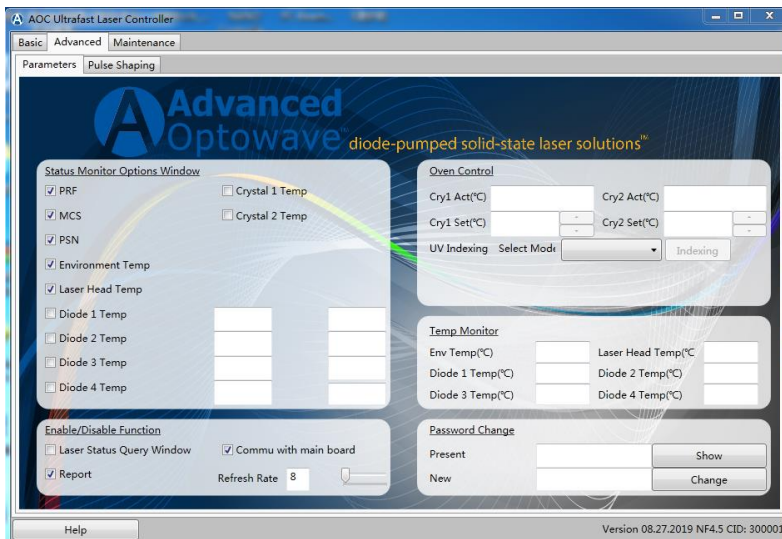 AOC Ultrafast Laser Controller
Basic Advanced Maintenance
Parameters Pulse Shaping
Advanced
Optowave™ diode-pumped solid-state laser solutions
Status Monitor Options Window
PRF
Crystal 1 Temp
MCS
Crystal 2 Temp
PSN
Environment Temp
Laser Head Temp
Diode 1 Temp
Diode 2 Temp
Diode 3 Temp
Diode 4 Temp
Enable/Disable Function
Laser Status Query Window
Commu with main board
Report
Refresh Rate 8
Oven Control
Cry1 Act(℃) Cry2 Act(℃)
Cry1 Set(℃) Cry2 Set(℃)
UV Indexing Select Mode Indexing
Temp Monitor
Env Temp(℃) Laser Head Temp(℃
Diode 1 Temp(℃) Diode 2 Temp(℃)
Diode 3 Temp(℃) Diode 4 Temp(℃)
Password Change
Present Show
New Change
Help
Version 08.27.2019 NF4.5 CID: 300001